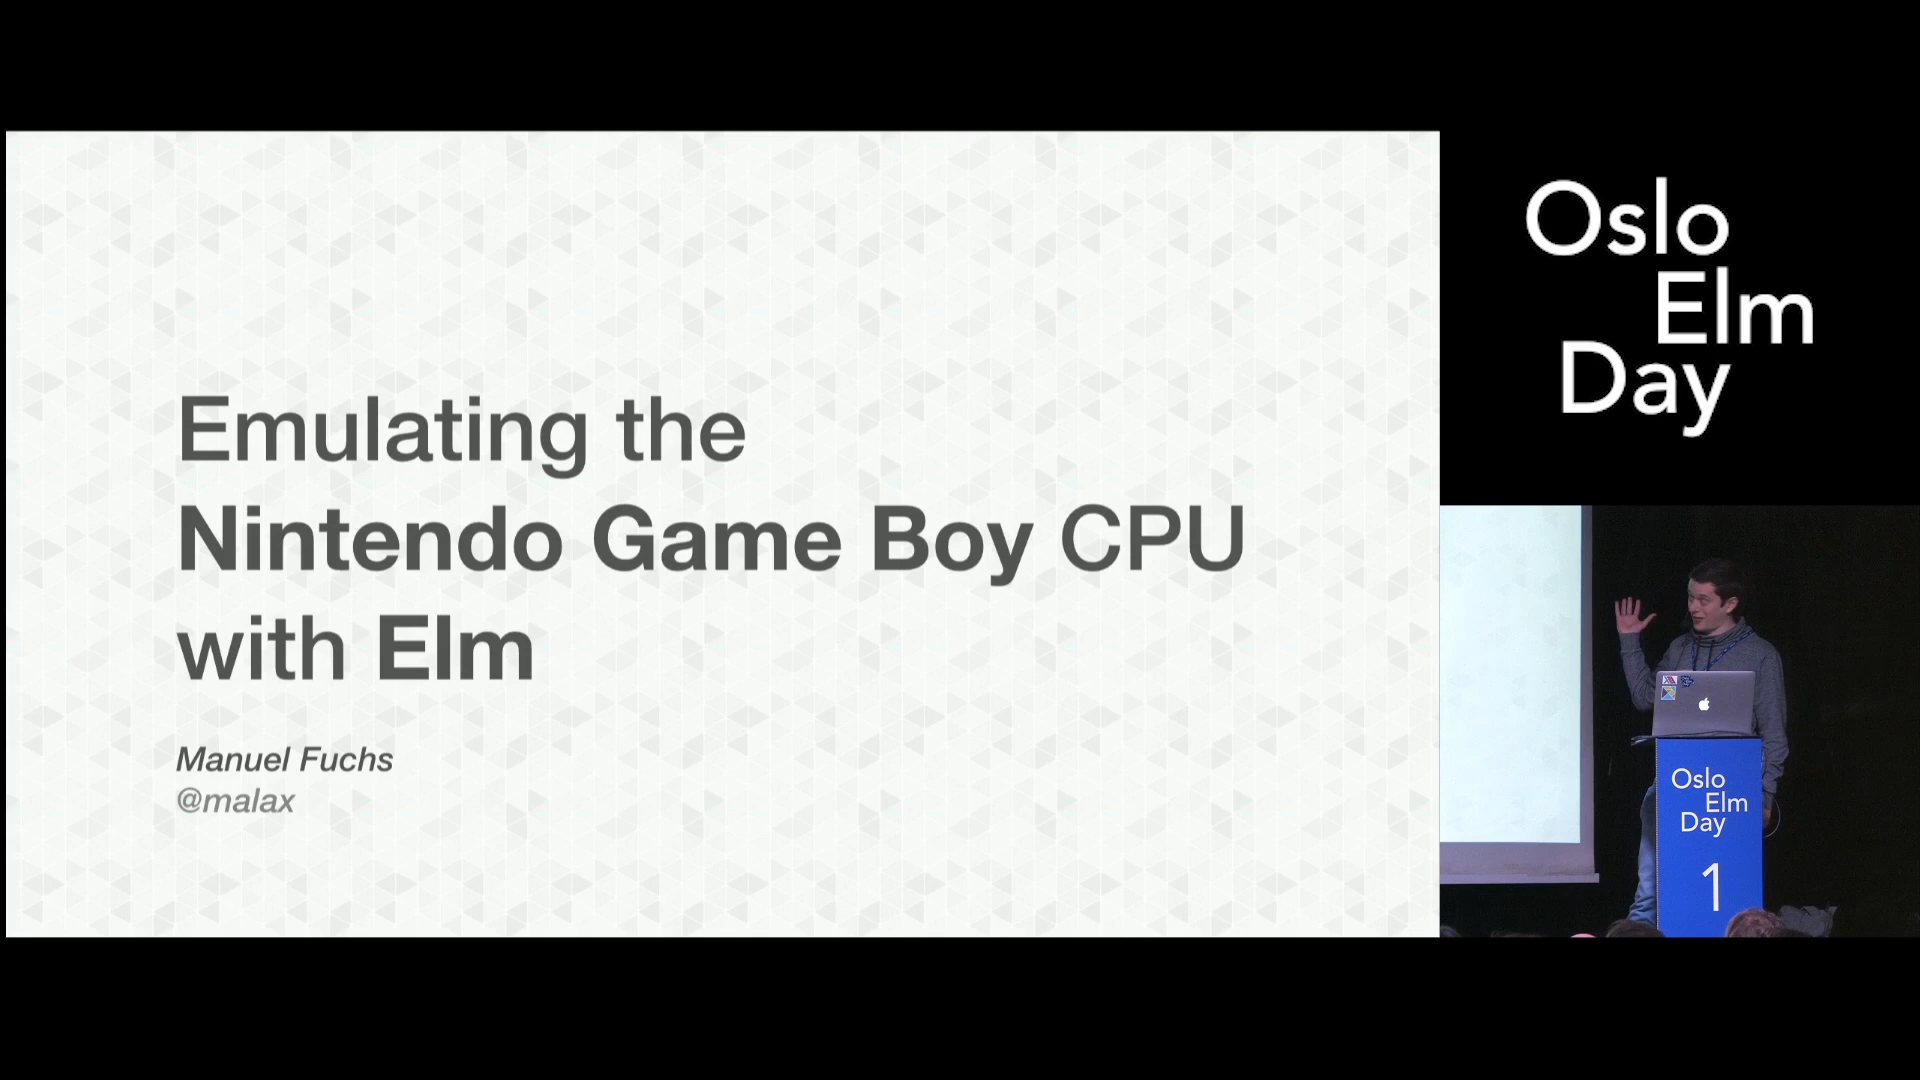 Emulating the
Nintendo Game Boy CPU
with Elm
Manuel Fuchs
@malax
Oslo
Elm
Day
Oslo
Elm
Day
1